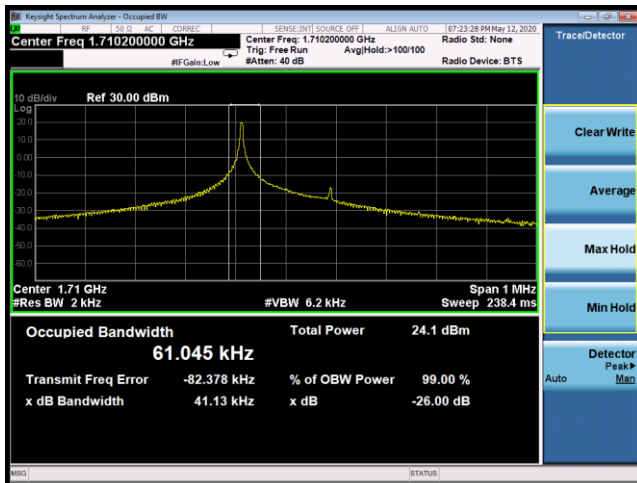 Keysight Spectrum Analyzer - Occupied BW
RF 50 Ω AC CORREC SENSE:INT SOURCE OFF ALIGN AUTO 07:23:28 PM May 12, 2020
Center Freq 1.710200000 GHz
Center Freq: 1.710200000 GHz
Radio Std: None
Trig: Free Run Avg|Hold:>100/100
#IFGain:Low #Atten: 40 dB Radio Device: BTS
10 dB/div Ref 30.00 dBm
Log
20.0
10.0
0.00
-10.0
-20.0
-30.0
-40.0
-50.0
-60.0
Center 1.71 GHz Span 1 MHz
#Res BW 2 kHz #VBW 6.2 kHz Sweep 238.4 ms
Occupied Bandwidth Total Power 24.1 dBm
61.045 kHz
Transmit Freq Error -82.378 kHz % of OBW Power 99.00 %
x dB Bandwidth 41.13 kHz x dB -26.00 dB
MSG STATUS
Trace/Detector
Clear Write
Average
Max Hold
Min Hold
Detector
Peak▶
Auto Man